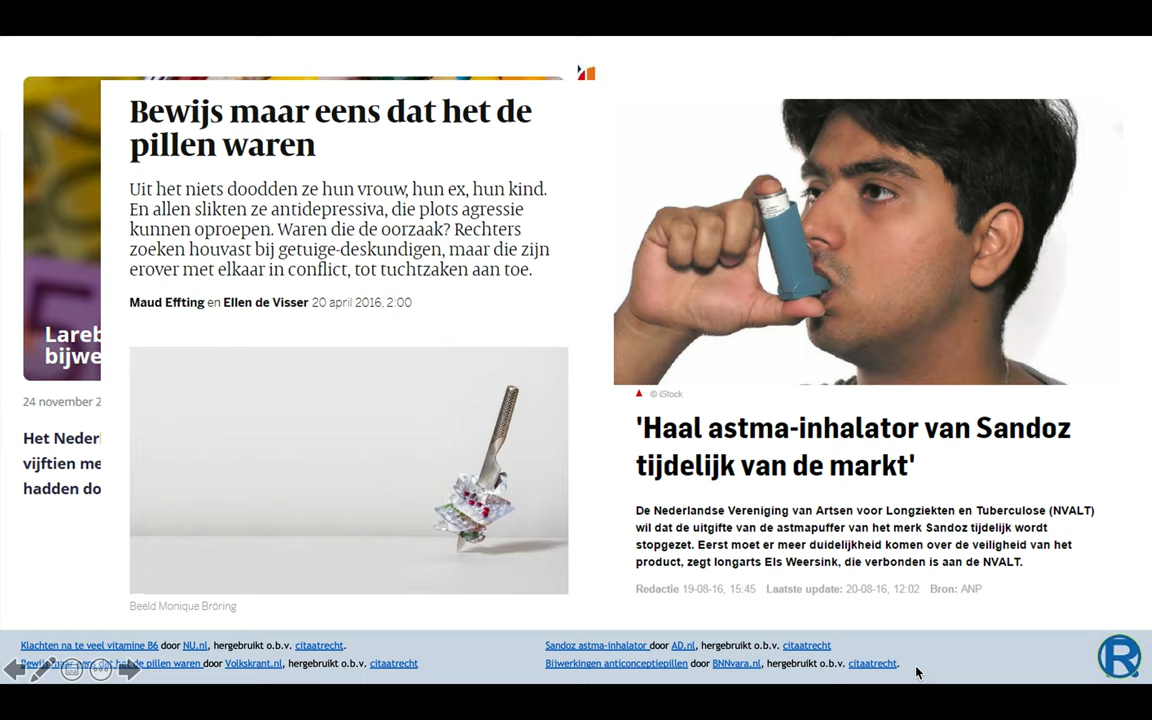 Lareb
bijwe
24 november 2
Het Neder
vijftien me
hadden do
Bewijs maar eens dat het de
pillen waren
Uit het niets doodden ze hun vrouw, hun ex, hun kind.
En allen slikten ze antidepressiva, die plots agressie
kunnen oproepen. Waren die de oorzaak? Rechters
zoeken houvast bij getuige-deskundigen, maar die zijn
erover met elkaar in conflict, tot tuchtzaken aan toe.
Maud Effting en Ellen de Visser 20 april 2016, 2:00
Beeld Monique Bröring
© iStock
'Haal astma-inhalator van Sandoz
tijdelijk van de markt'
De Nederlandse Vereniging van Artsen voor Longziekten en Tuberculose (NVALT)
wil dat de uitgifte van de astmapuffer van het merk Sandoz tijdelijk wordt
stopgezet. Eerst moet er meer duidelijkheid komen over de veiligheid van het
product, zegt longarts Els Weersink, die verbonden is aan de NVALT.
Redactie 19-08-16, 15:45 Laatste update: 20-08-16, 12:02 Bron: ANP
Klachten na te veel vitamine B6 door NU.nl, hergebruikt o.b.v. citaatrecht.
Bewijs maar eens dat het de pillen waren door Volkskrant.nl, hergebruikt o.b.v. citaatrecht
Sandoz astma-inhalator door AD.nl, hergebruikt o.b.v. citaatrecht
Bijwerkingen anticonceptiepillen door BNNvara.nl, hergebruikt o.b.v. citaatrecht.
R